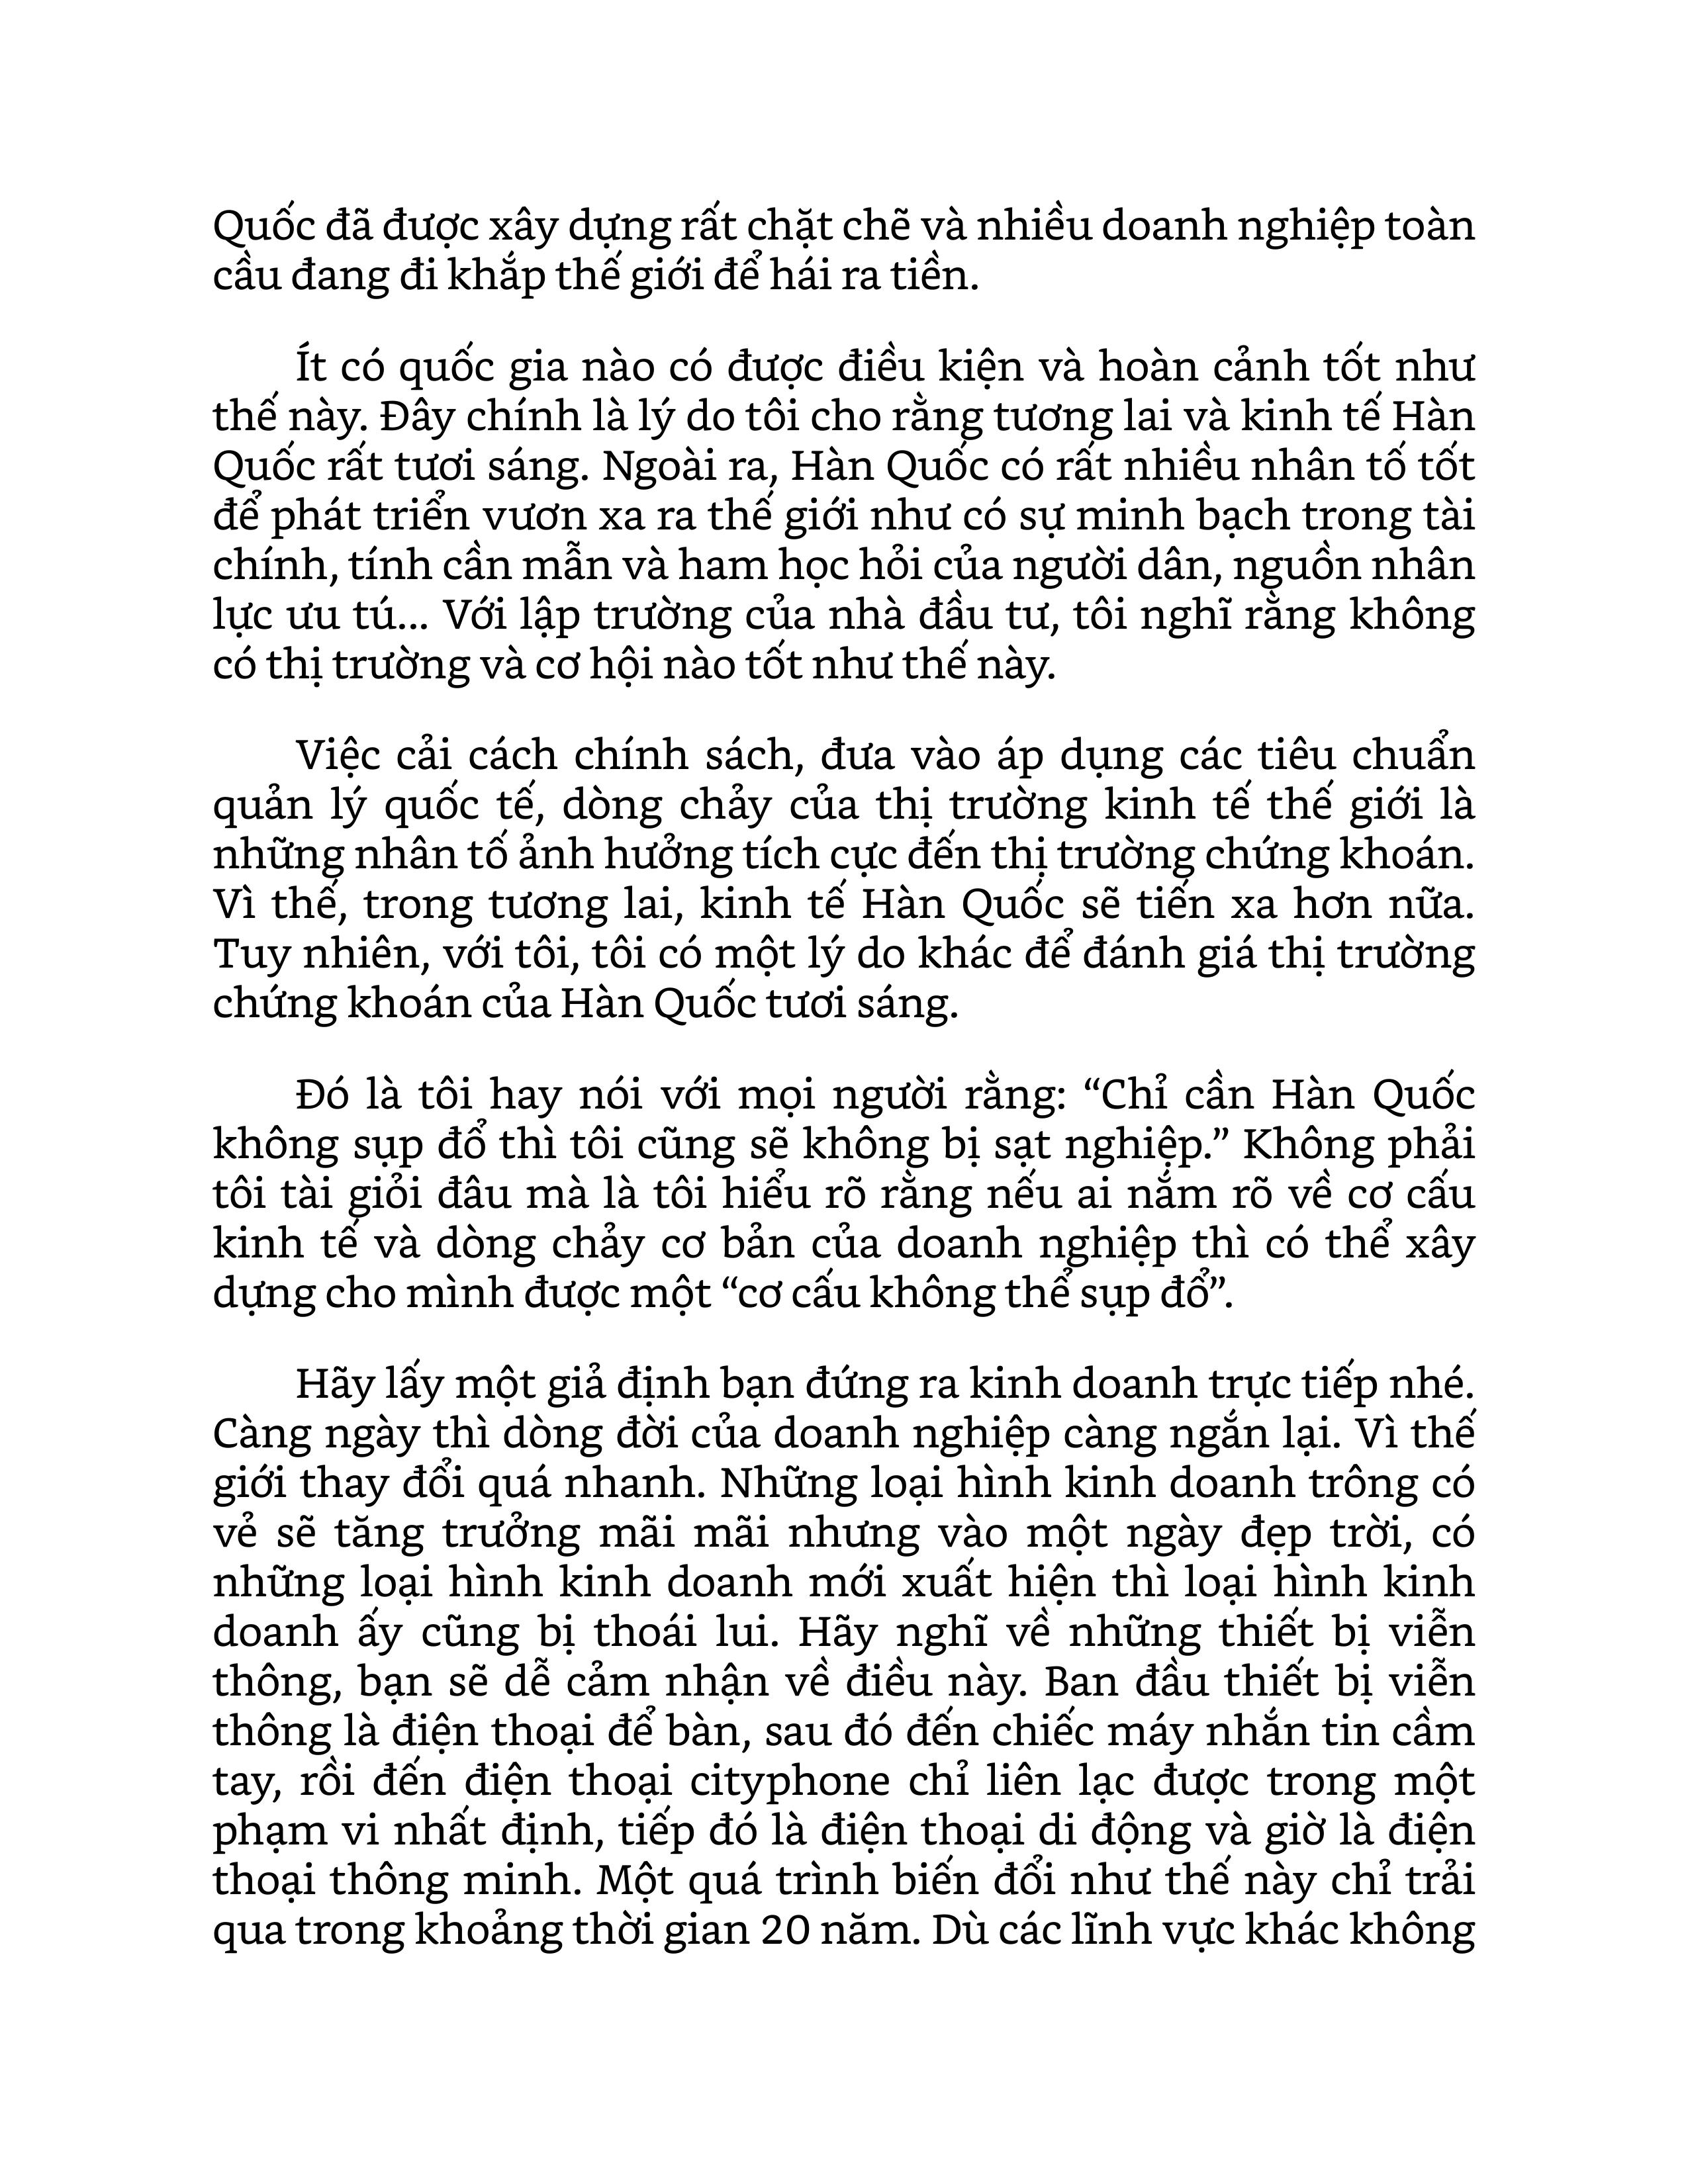 Quốc đã được xây dựng rất chặt chẽ và nhiều doanh nghiệp toàn
cầu đang đi khắp thế giới để hái ra tiền.
Ít có quốc gia nào có được điều kiện và hoàn cảnh tốt như
thế này. Đây chính là lý do tôi cho rằng tương lai và kinh tế Hàn
Quốc rất tươi sáng. Ngoài ra, Hàn Quốc có rất nhiều nhân tố tốt
để phát triển vươn xa ra thế giới như có sự minh bạch trong tài
chính, tính cần mẫn và ham học hỏi của người dân, nguồn nhân
lực ưu tú... Với lập trường của nhà đầu tư, tôi nghĩ rằng không
có thị trường và cơ hội nào tốt như thế này.
Việc cải cách chính sách, đưa vào áp dụng các tiêu chuẩn
quản lý quốc tế, dòng chảy của thị trường kinh tế thế giới là
những nhân tố ảnh hưởng tích cực đến thị trường chứng khoán.
Vì thế, trong tương lai, kinh tế Hàn Quốc sẽ tiến xa hơn nữa.
Tuy nhiên, với tôi, tôi có một lý do khác để đánh giá thị trường
chứng khoán của Hàn Quốc tươi sáng.
Đó là tôi hay nói với mọi người rằng: “Chỉ cần Hàn Quốc
không sụp đổ thì tôi cũng sẽ không bị sạt nghiệp.” Không phải
tôi tài giỏi đâu mà là tôi hiểu rõ rằng nếu ai nắm rõ về cơ cấu
kinh tế và dòng chảy cơ bản của doanh nghiệp thì có thể xây
dựng cho mình được một “cơ cấu không thể sụp đổ”.
Hãy lấy một giả định bạn đứng ra kinh doanh trực tiếp nhé.
Càng ngày thì dòng đời của doanh nghiệp càng ngắn lại. Vì thế
giới thay đổi quá nhanh. Những loại hình kinh doanh trông có
vẻ sẽ tăng trưởng mãi mãi nhưng vào một ngày đẹp trời, có
những loại hình kinh doanh mới xuất hiện thì loại hình kinh
doanh ấy cũng bị thoái lui. Hãy nghĩ về những thiết bị viễn
thông, bạn sẽ dễ cảm nhận về điều này. Ban đầu thiết bị viễn
thông là điện thoại để bàn, sau đó đến chiếc máy nhắn tin cầm
tay, rồi đến điện thoại cityphone chỉ liên lạc được trong một
phạm vi nhất định, tiếp đó là điện thoại di động và giờ là điện
thoại thông minh. Một quá trình biến đổi như thế này chỉ trải
qua trong khoảng thời gian 20 năm. Dù các lĩnh vực khác không